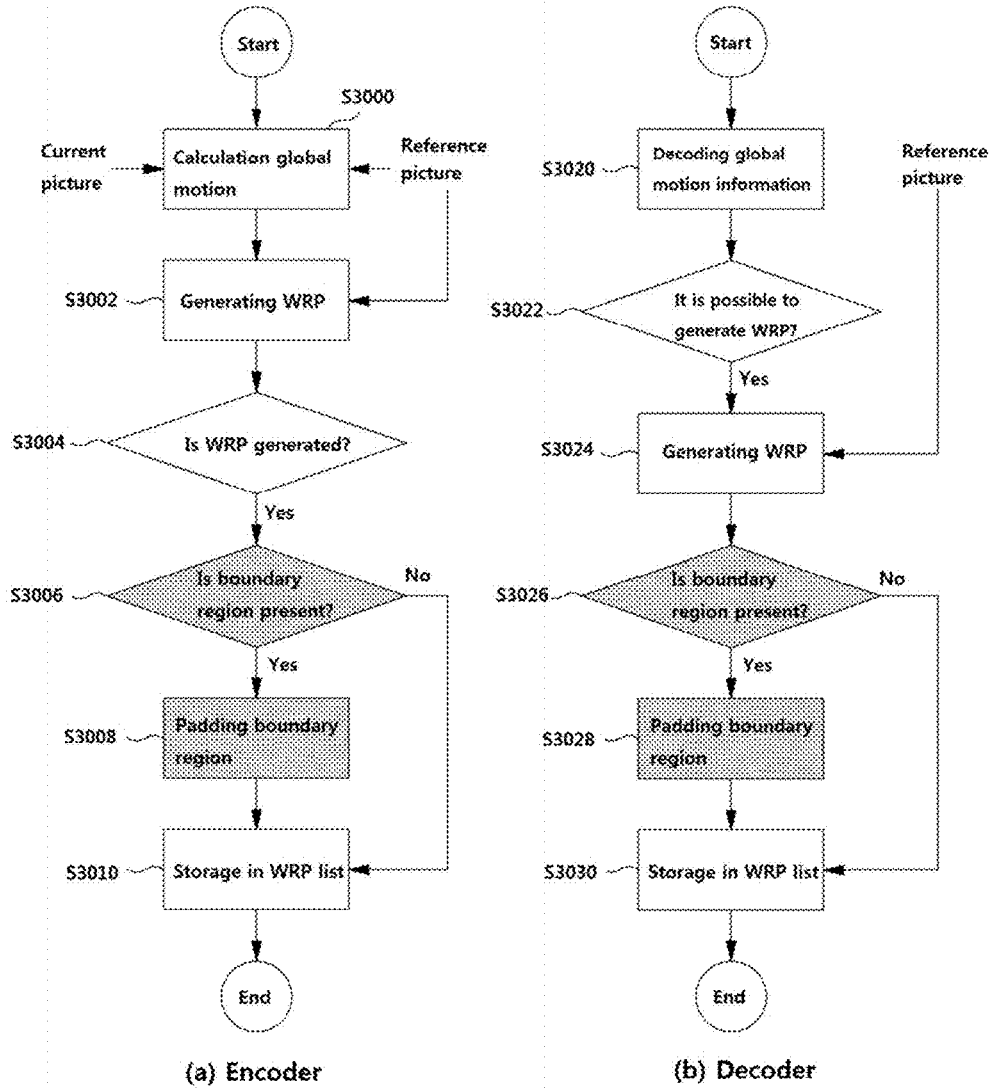 Start
S3000
Current
picture
Calculation global
motion
Reference
picture
S3002
Generating WRP
S3004
Is WRP generated?
Yes
S3006
Is boundary
region present?
No
Yes
S3008
Padding boundary
region
S3010
Storage in WRP list
End
(a) Encoder
Start
S3020
Decoding global
motion information
Reference
picture
S3022
It is possible to
generate WRP?
Yes
S3024
Generating WRP
S3026
Is boundary
region present?
No
Yes
S3028
Padding boundary
region
S3030
Storage in WRP list
End
(b) Decoder